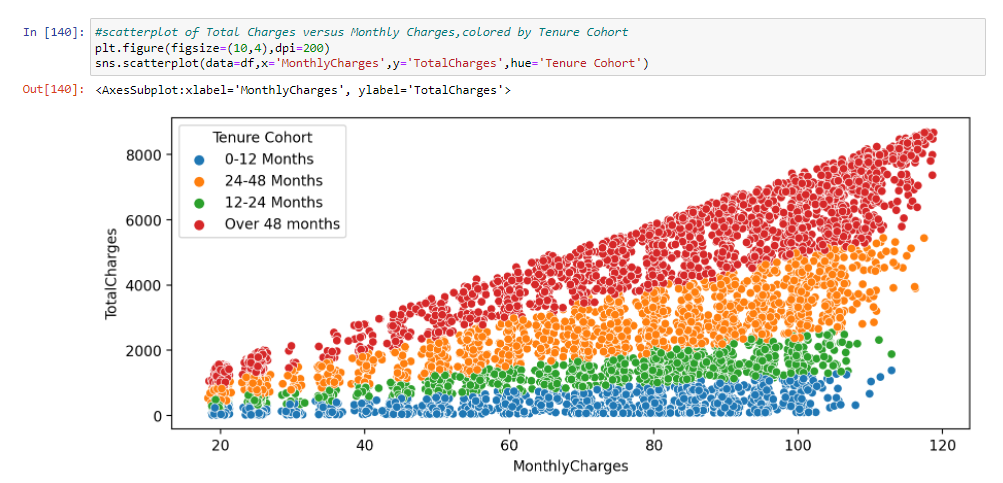 In [140]: #scatterplot of Total Charges versus Monthly Charges,colored by Tenure Cohort
plt.figure(figsize=(10,4),dpi=200)
sns.scatterplot(data=df,x='MonthlyCharges',y='TotalCharges',hue='Tenure Cohort')
Out[140]: <AxesSubplot:xlabel='MonthlyCharges', ylabel='TotalCharges'>
Tenure Cohort
0-12 Months
24-48 Months
12-24 Months
Over 48 months
TotalCharges
8000
6000
4000
2000
0
20 40 60 80 100 120
MonthlyCharges